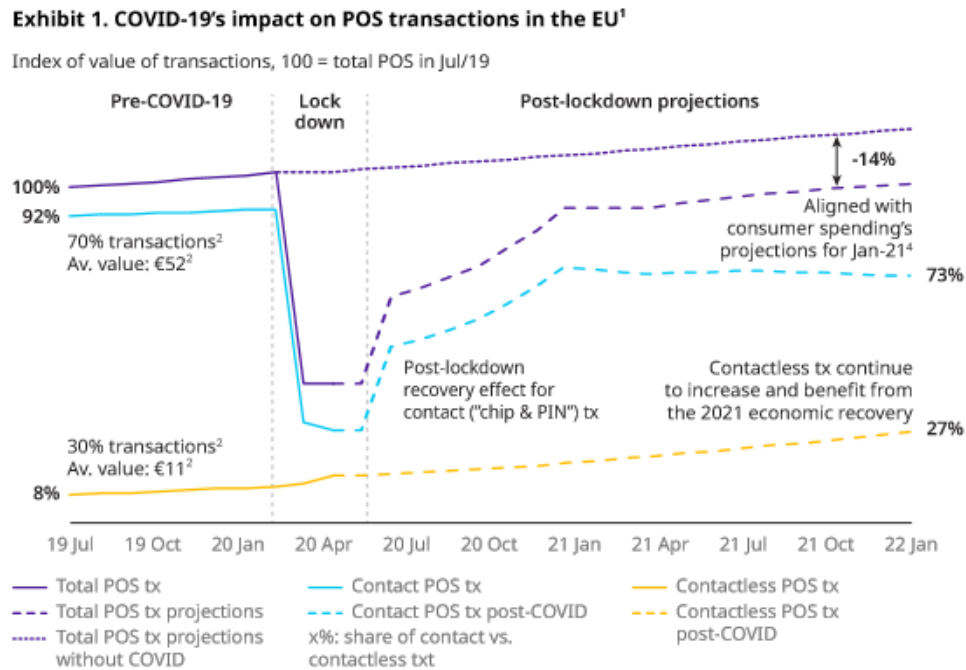 Exhibit 1. COVID-19’s impact on POS transactions in the EU¹
Index of value of transactions, 100 = total POS in Jul/19
Pre-COVID-19
Lock
down
Post-lockdown projections
100%
92%
70% transactions²
Av. value: €52²
-14%
Aligned with
consumer spending’s
projections for Jan-21⁴
73%
Post-lockdown
recovery effect for
contact ("chip & PIN") tx
Contactless tx continue
to increase and benefit from
the 2021 economic recovery
27%
30% transactions²
Av. value: €11²
8%
19 Jul 19 Oct 20 Jan 20 Apr 20 Jul 20 Oct 21 Jan 21 Apr 21 Jul 21 Oct 22 Jan
Total POS tx
Total POS tx projections
Total POS tx projections
without COVID
Contact POS tx
Contact POS tx post-COVID
x%: share of contact vs.
contactless txt
Contactless POS tx
Contactless POS tx
post-COVID